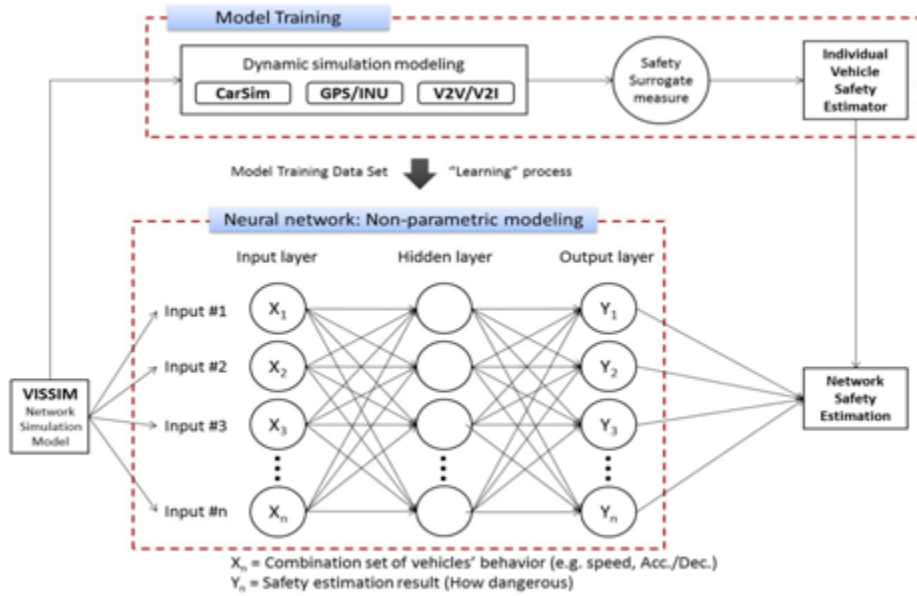 Model Training
Dynamic simulation modeling
CarSim
GPS/INU
V2V/V2I
Safety
Surrogate
measure
Individual
Vehicle
Safety
Estimator
Model Training Data Set
"Learning" process
Neural network: Non-parametric modeling
Input layer
Hidden layer
Output layer
Input #1
X₁
Y₁
Input #2
X₂
Y₂
Input #3
X₃
Y₃
Input #n
Xₙ
Yₙ
VISSIM
Network
Simulation
Model
Network
Safety
Estimation
Xₙ = Combination set of vehicles' behavior (e.g. speed, Acc./Dec.)
Yₙ = Safety estimation result (How dangerous)